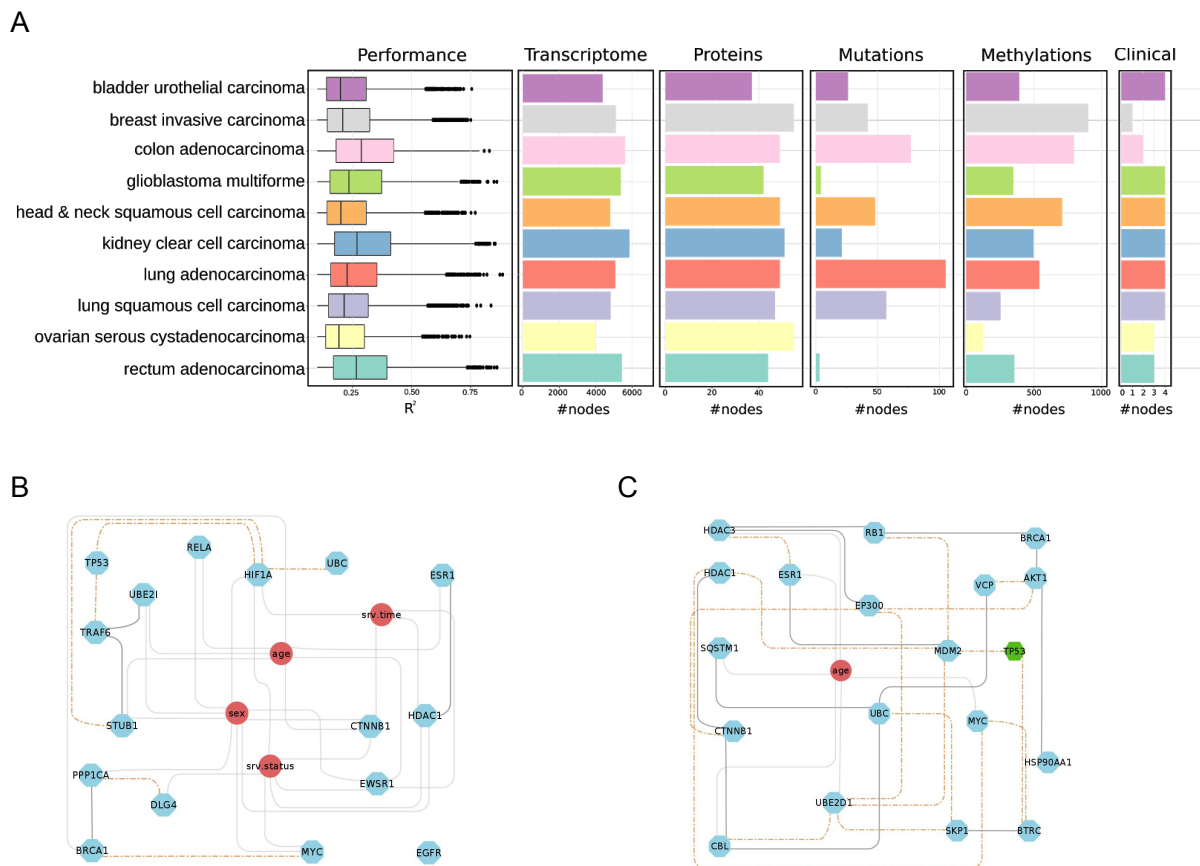 A
Performance Transcriptome Proteins Mutations Methylations Clinical
bladder urothelial carcinoma
breast invasive carcinoma
colon adenocarcinoma
glioblastoma multiforme
head & neck squamous cell carcinoma
kidney clear cell carcinoma
lung adenocarcinoma
lung squamous cell carcinoma
ovarian serous cystadenocarcinoma
rectum adenocarcinoma
0.25 0.50 0.75 0 2000 4000 6000 0 20 40 0 50 100 0 500 1000 0 1 2 3 4
R² #nodes #nodes #nodes #nodes #nodes
B
RELA
TP53
HIF1A
UBC
ESR1
UBE2I
srv.time
TRAF6
age
sex
HDAC1
STUB1
CTNNB1
srv.status
PPP1CA
EWSR1
DLG4
BRCA1
MYC
EGFR
C
HDAC3
RB1
BRCA1
HDAC1
ESR1
VCP
AKT1
EP300
SQSTM1
MDM2
TP53
age
UBC
MYC
CTNNB1
HSP90AA1
UBE2D1
SKP1
BTRC
CBL